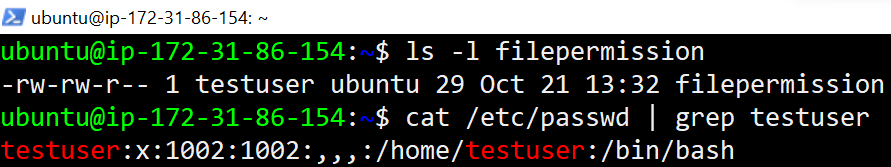 ubuntu@ip-172-31-86-154: ~
ubuntu@ip-172-31-86-154:~$ ls -l filepermission
-rw-rw-r-- 1 testuser ubuntu 29 Oct 21 13:32 filepermission
ubuntu@ip-172-31-86-154:~$ cat /etc/passwd | grep testuser
testuser:x:1002:1002:,,,:/home/testuser:/bin/bash